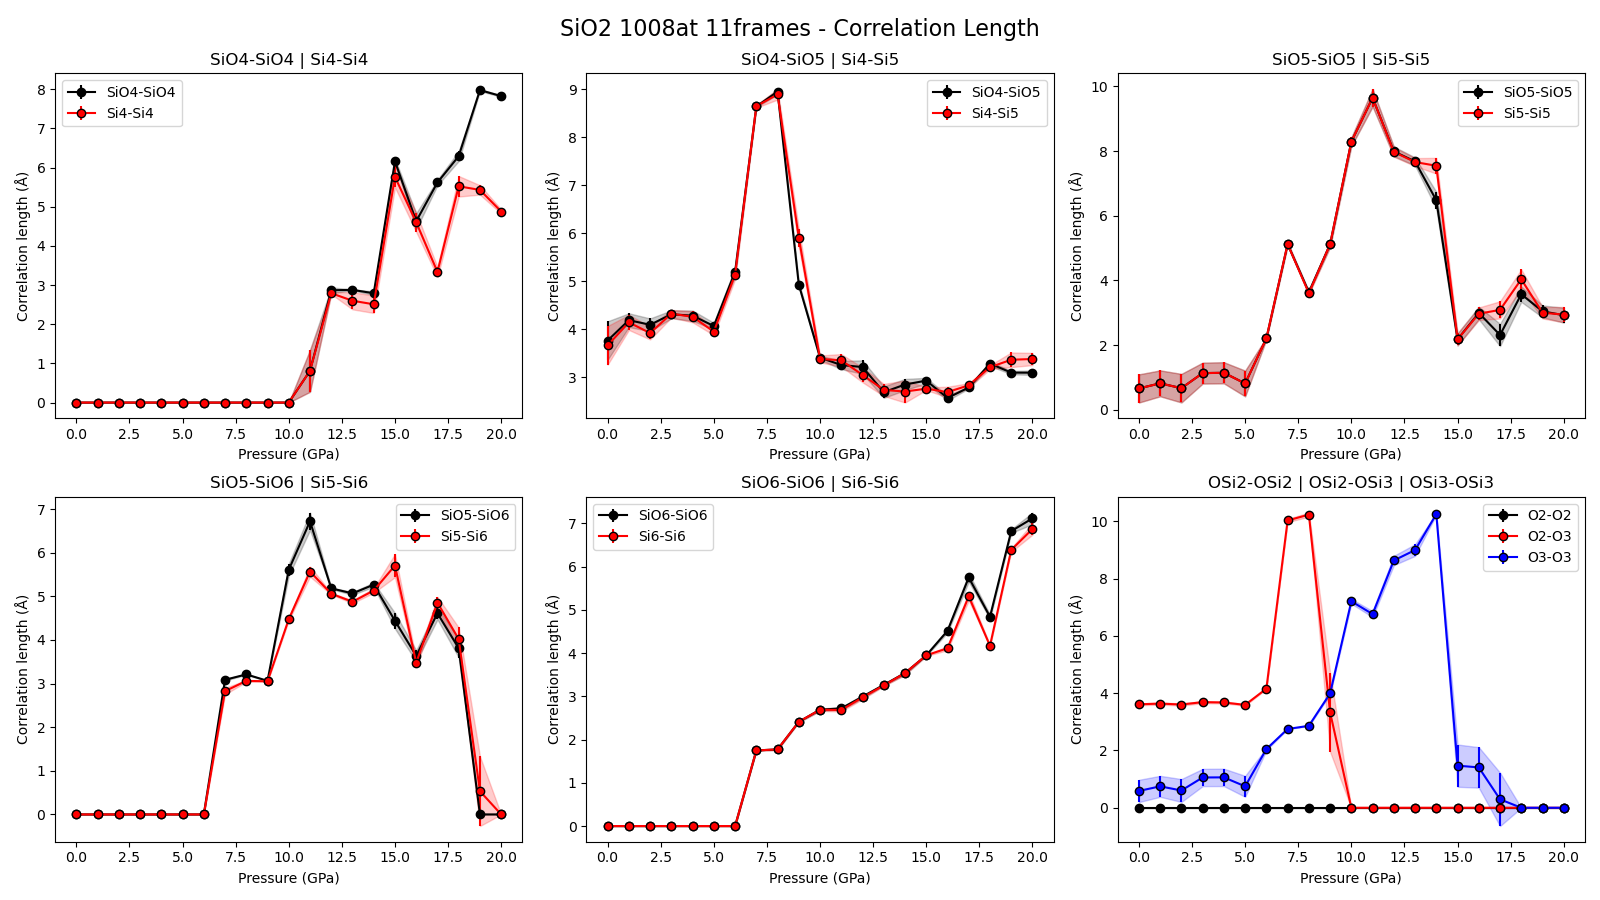 SiO2 1008at 11frames - Correlation Length
SiO4-SiO4 | Si4-Si4
SiO4-SiO4
Si4-Si4
Correlation length (Å)
8
7
6
5
4
3
2
1
0
0.0 2.5 5.0 7.5 10.0 12.5 15.0 17.5 20.0
Pressure (GPa)
SiO4-SiO5 | Si4-Si5
SiO4-SiO5
Si4-Si5
Correlation length (Å)
9
8
7
6
5
4
3
0.0 2.5 5.0 7.5 10.0 12.5 15.0 17.5 20.0
Pressure (GPa)
SiO5-SiO5 | Si5-Si5
SiO5-SiO5
Si5-Si5
Correlation length (Å)
10
8
6
4
2
0
0.0 2.5 5.0 7.5 10.0 12.5 15.0 17.5 20.0
Pressure (GPa)
SiO5-SiO6 | Si5-Si6
SiO5-SiO6
Si5-Si6
Correlation length (Å)
7
6
5
4
3
2
1
0
0.0 2.5 5.0 7.5 10.0 12.5 15.0 17.5 20.0
Pressure (GPa)
SiO6-SiO6 | Si6-Si6
SiO6-SiO6
Si6-Si6
Correlation length (Å)
7
6
5
4
3
2
1
0
0.0 2.5 5.0 7.5 10.0 12.5 15.0 17.5 20.0
Pressure (GPa)
OSi2-OSi2 | OSi2-OSi3 | OSi3-OSi3
O2-O2
O2-O3
O3-O3
Correlation length (Å)
10
8
6
4
2
0
0.0 2.5 5.0 7.5 10.0 12.5 15.0 17.5 20.0
Pressure (GPa)